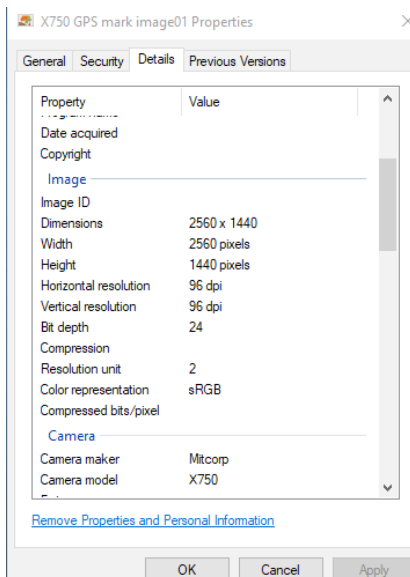 X750 GPS mark image01 Properties
General Security Details Previous Versions
Property Value
Date acquired
Copyright
Image
Image ID
Dimensions 2560 x 1440
Width 2560 pixels
Height 1440 pixels
Horizontal resolution 96 dpi
Vertical resolution 96 dpi
Bit depth 24
Compression
Resolution unit 2
Color representation sRGB
Compressed bits/pixel
Camera
Camera maker Mitcorp
Camera model X750
Remove Properties and Personal Information
OK Cancel Apply